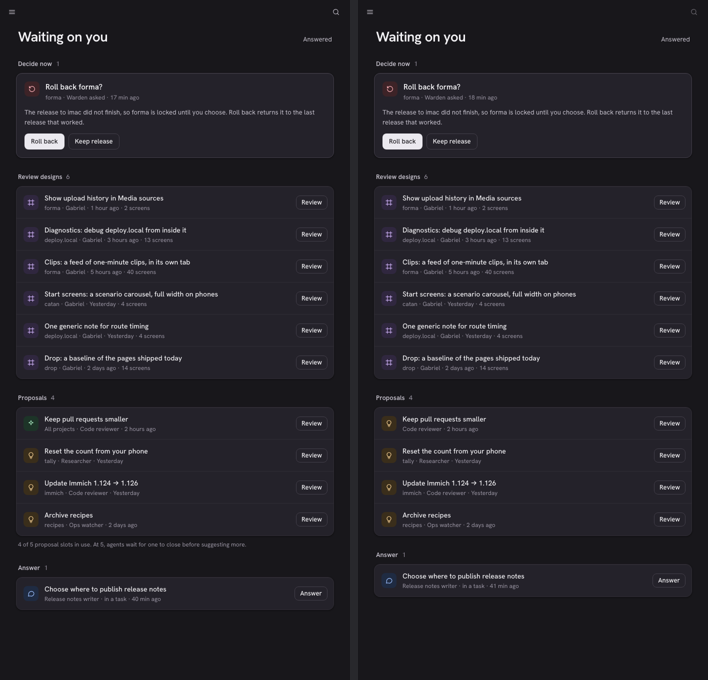 Waiting on you
Answered
Decide now 1
Roll back forma?
forma · Warden asked · 17 min ago
The release to imac did not finish, so forma is locked until you choose. Roll back returns it to the last
release that worked.
Roll back
Keep release
Review designs 6
Show upload history in Media sources
forma · Gabriel · 1 hour ago · 2 screens
Review
Diagnostics: debug deploy.local from inside it
deploy.local · Gabriel · 3 hours ago · 13 screens
Review
Clips: a feed of one-minute clips, in its own tab
forma · Gabriel · 5 hours ago · 40 screens
Review
Start screens: a scenario carousel, full width on phones
catan · Gabriel · Yesterday · 4 screens
Review
One generic note for route timing
deploy.local · Gabriel · Yesterday · 4 screens
Review
Drop: a baseline of the pages shipped today
drop · Gabriel · 2 days ago · 14 screens
Review
Proposals 4
Keep pull requests smaller
All projects · Code reviewer · 2 hours ago
Review
Reset the count from your phone
tally · Researcher · Yesterday
Review
Update Immich 1.124 → 1.126
immich · Code reviewer · Yesterday
Review
Archive recipes
recipes · Ops watcher · 2 days ago
Review
4 of 5 proposal slots in use. At 5, agents wait for one to close before suggesting more.
Answer 1
Choose where to publish release notes
Release notes writer · in a task · 40 min ago
Answer
Waiting on you
Answered
Decide now 1
Roll back forma?
forma · Warden asked · 18 min ago
The release to imac did not finish, so forma is locked until you choose. Roll back returns it to the last
release that worked.
Roll back
Keep release
Review designs 6
Show upload history in Media sources
forma · Gabriel · 1 hour ago · 2 screens
Review
Diagnostics: debug deploy.local from inside it
deploy.local · Gabriel · 3 hours ago · 13 screens
Review
Clips: a feed of one-minute clips, in its own tab
forma · Gabriel · 5 hours ago · 40 screens
Review
Start screens: a scenario carousel, full width on phones
catan · Gabriel · Yesterday · 4 screens
Review
One generic note for route timing
deploy.local · Gabriel · Yesterday · 4 screens
Review
Drop: a baseline of the pages shipped today
drop · Gabriel · 2 days ago · 14 screens
Review
Proposals 4
Keep pull requests smaller
Code reviewer · 2 hours ago
Review
Reset the count from your phone
tally · Researcher · Yesterday
Review
Update Immich 1.124 → 1.126
immich · Code reviewer · Yesterday
Review
Archive recipes
recipes · Ops watcher · 2 days ago
Review
Answer 1
Choose where to publish release notes
Release notes writer · in a task · 41 min ago
Answer